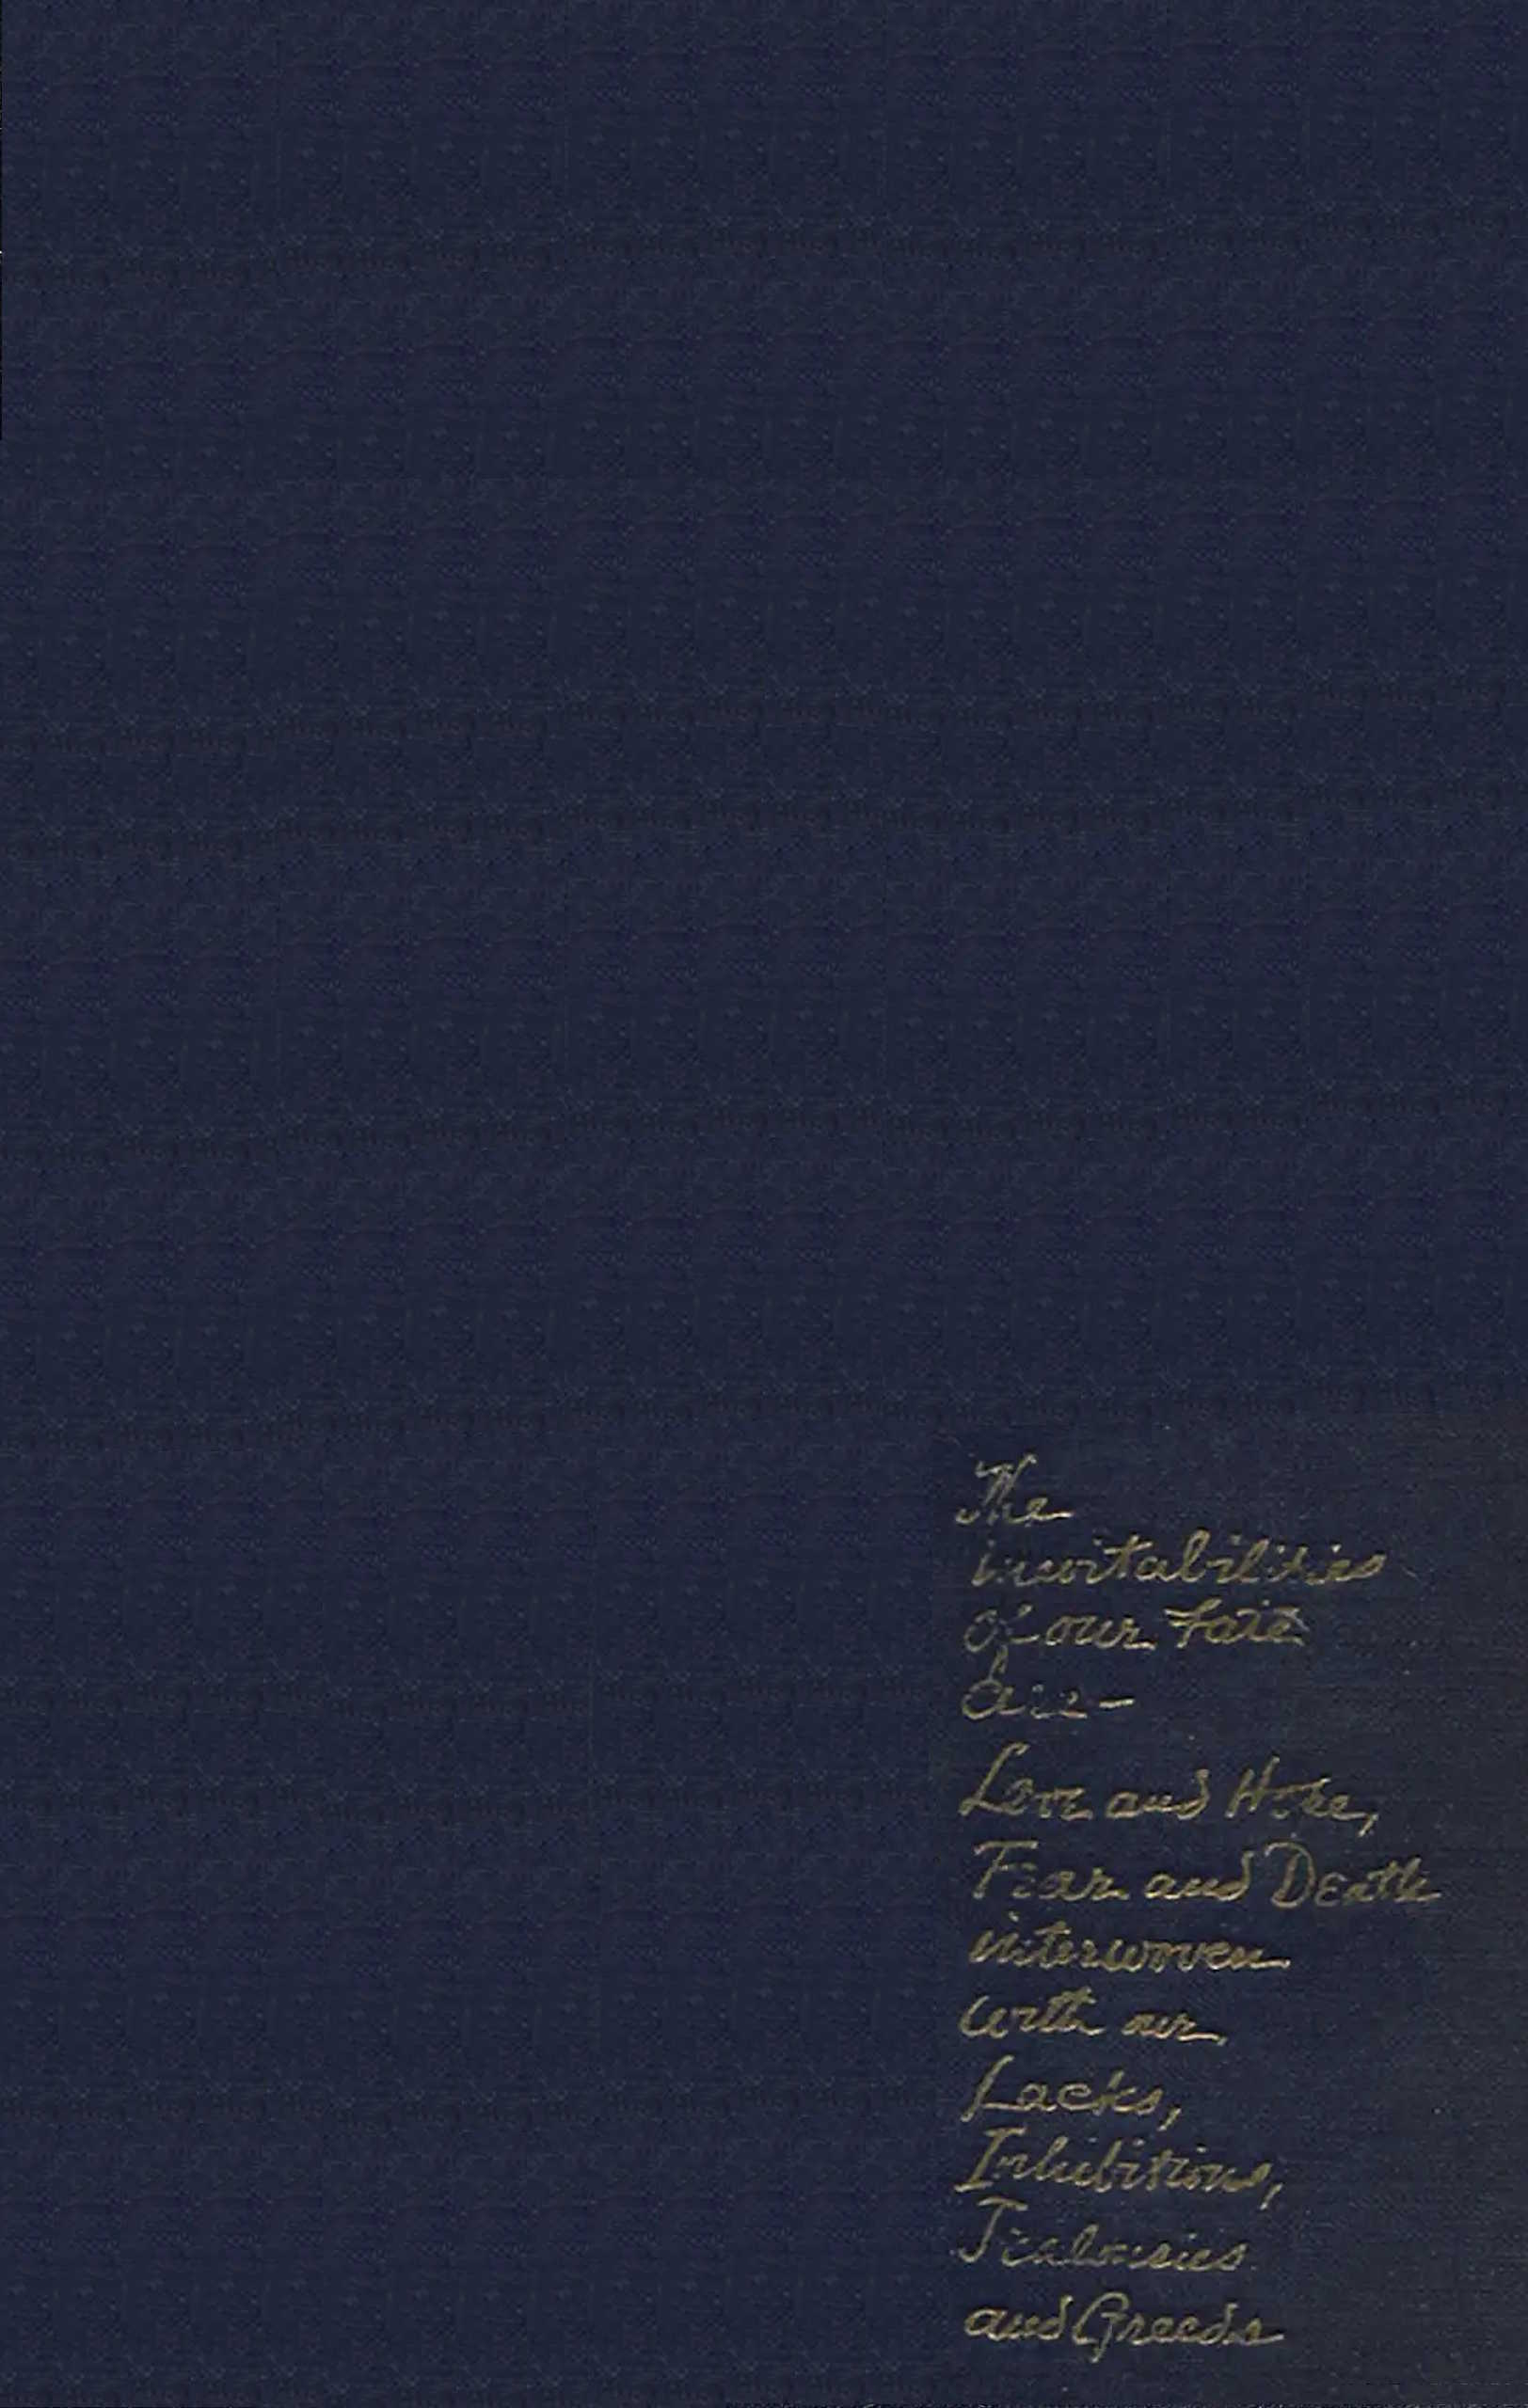 The
inevitabilities
of our Fate
are—
Love and Hope,
Fear and Death
interwoven
with our
Lacks,
Inhibitions,
Jealousies
and Greeds